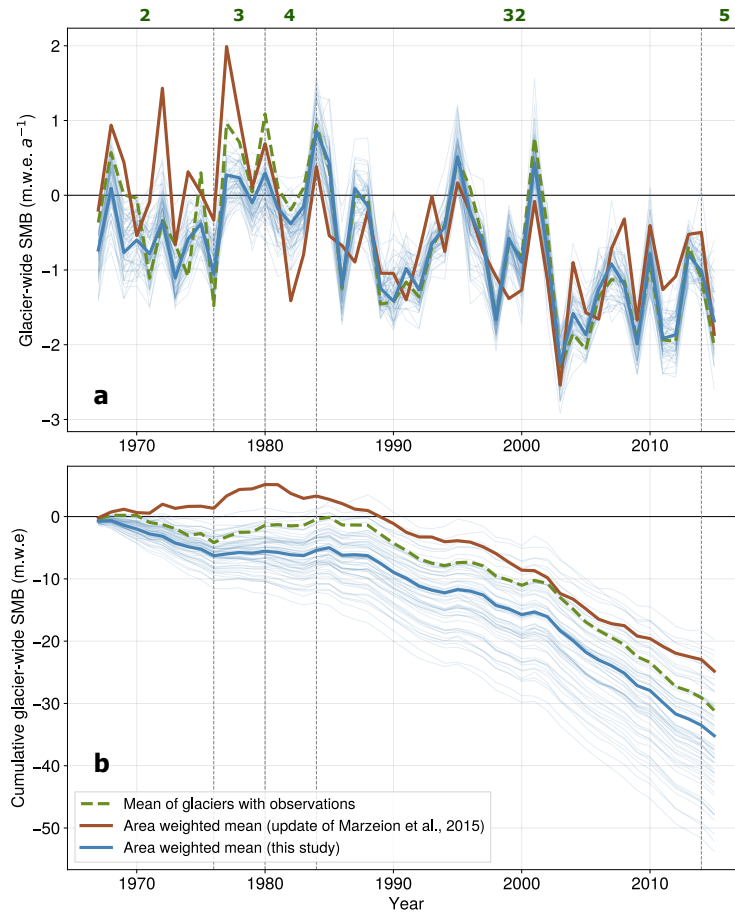 2 3 4 32 5
Glacier-wide SMB (m.w.e. a⁻¹)
2
1
0
−1
−2
−3
a
1970 1980 1990 2000 2010
Cumulative glacier-wide SMB (m.w.e)
0
−10
−20
−30
−40
−50
b
Mean of glaciers with observations
Area weighted mean (update of Marzeion et al., 2015)
Area weighted mean (this study)
1970 1980 1990 2000 2010
Year